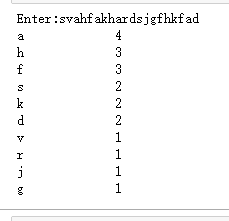 Enter:svahfakhardsjgfhkfad
a 4
h 3
f 3
s 2
k 2
d 2
v 1
r 1
j 1
g 1